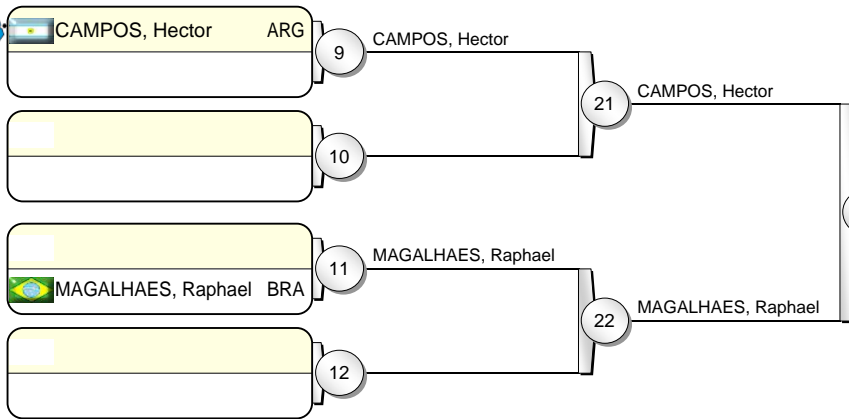 CAMPOS, Hector ARG
9
CAMPOS, Hector
21
CAMPOS, Hector
10
11
MAGALHAES, Raphael
MAGALHAES, Raphael BRA
22
MAGALHAES, Raphael
12